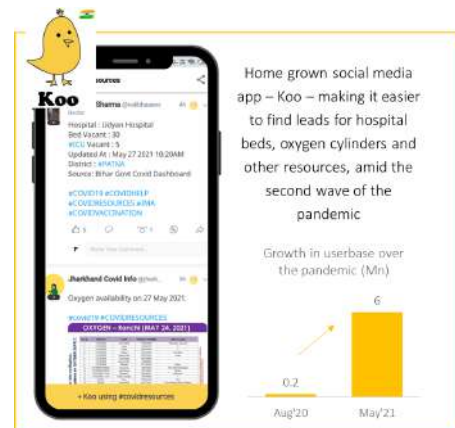 Koo
Sharma
Hospital : Udyan Hospital
Bed Vacant : 30
#ICU Vacant : 5
Updated At : May 27 2021 10:20AM
District : #PATNA
Source: Bihar Govt Covid Dashboard
#COVID19 #COVIDHELP
#COVIDRESOURCES #IMA
#COVIDVACCINATION
Jharkhand Covid Info
Oxygen availability on 27 May 2021:
#covid19 #COVIDRESOURCES
OXYGEN – Ranchi (MAY 24, 2021)
+ Koo using #covidresources
Home grown social media
app – Koo – making it easier
to find leads for hospital
beds, oxygen cylinders and
other resources, amid the
second wave of the
pandemic
Growth in userbase over
the pandemic (Mn)
6
0.2
Aug'20
May'21